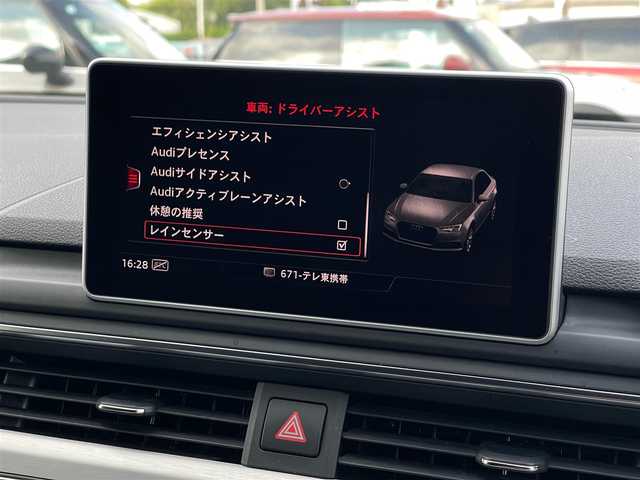 車両: ドライバーアシスト
エフィシェンシアシスト
Audiプレセンス
Audiサイドアシスト
Audiアクティブレーンアシスト
休憩の推奨
レインセンサー
16:28
671-テレ東携帯